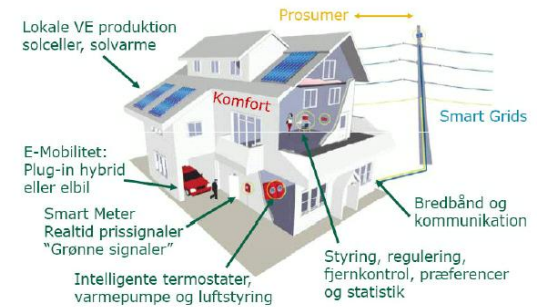 Prosumer
Lokale VE produktion
solceller, solvarme
Komfort
Smart Grids
E-Mobilitet:
Plug-in hybrid
eller elbil
Smart Meter
Realtid prissignaler
“Grønne signaler”
Bredbånd og
kommunikation
Intelligente termostater,
varmepumpe og luftstyring
Styring, regulering,
fjernkontrol, præferencer
og statistik